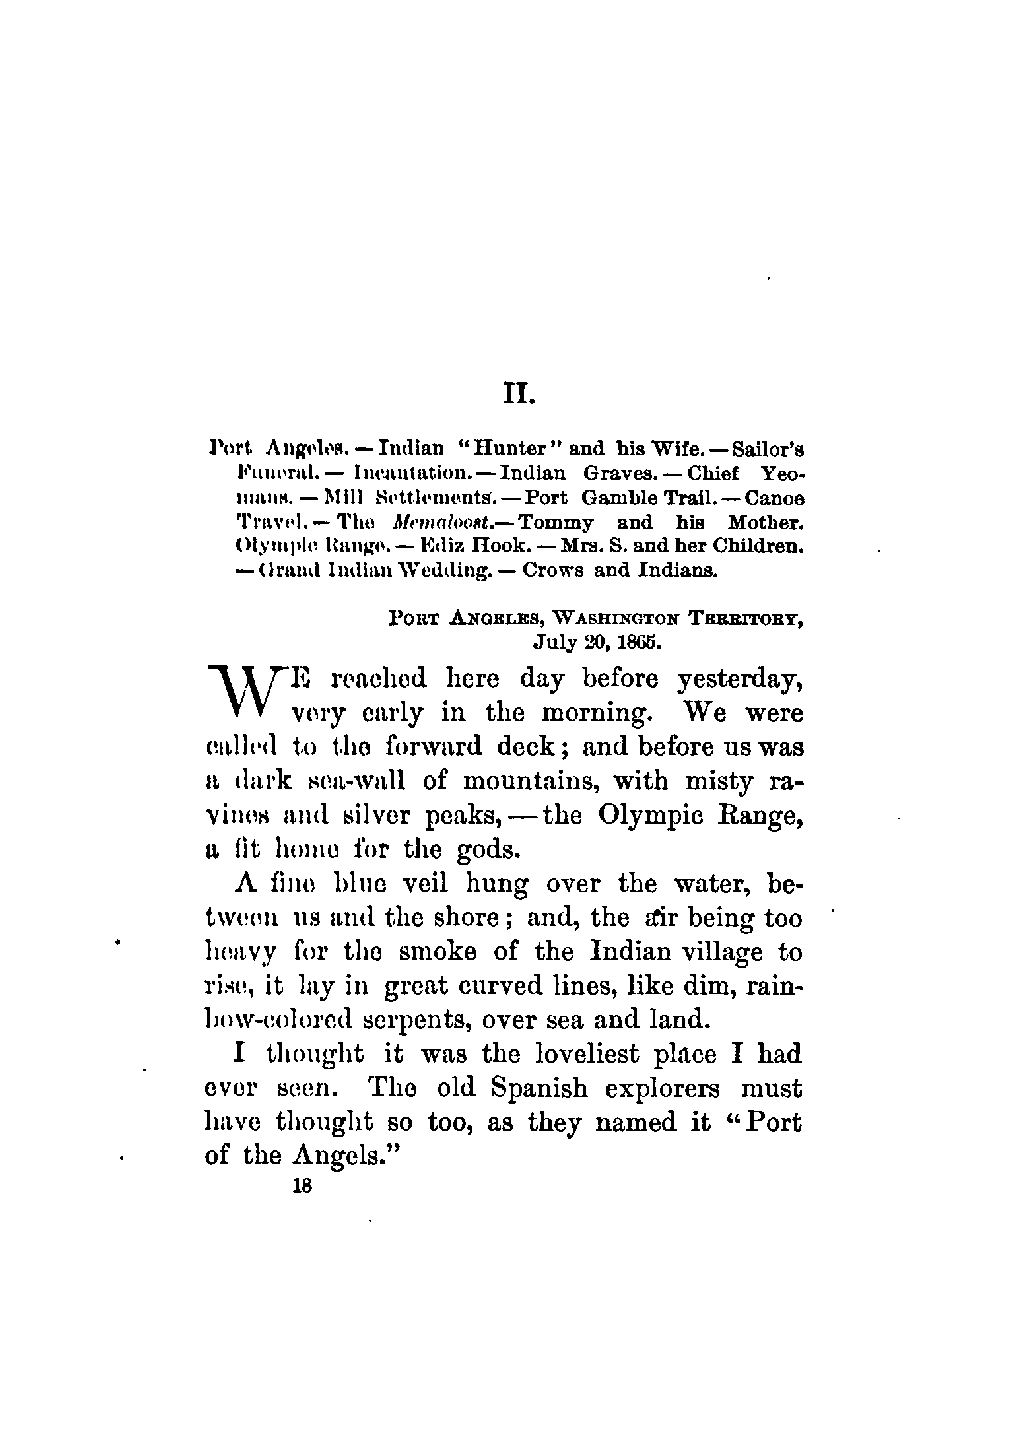 II.
Port Angeles. — Indian "Hunter" and his Wife. — Sailor's
Funeral. — Incantation. — Indian Graves. — Chief Yeo-
mans. — Mill Settlements. — Port Gamble Trail. — Canoe
Travel. — The Memaloost. — Tommy and his Mother.
Olympic Range. — Ediz Hook. — Mrs. S. and her Children.
— Grand Indian Wedding. — Crows and Indians.
PORT ANGELES, WASHINGTON TERRITORY,
July 20, 1865.
WE reached here day before yesterday,
very early in the morning. We were
called to the forward deck; and before us was
a dark sea-wall of mountains, with misty ra-
vines and silver peaks, — the Olympic Range,
a fit home for the gods.
A fine blue veil hung over the water, be-
tween us and the shore; and, the air being too
heavy for the smoke of the Indian village to
rise, it lay in great curved lines, like dim, rain-
bow-colored serpents, over sea and land.
I thought it was the loveliest place I had
ever seen. The old Spanish explorers must
have thought so too, as they named it "Port
of the Angels."
18